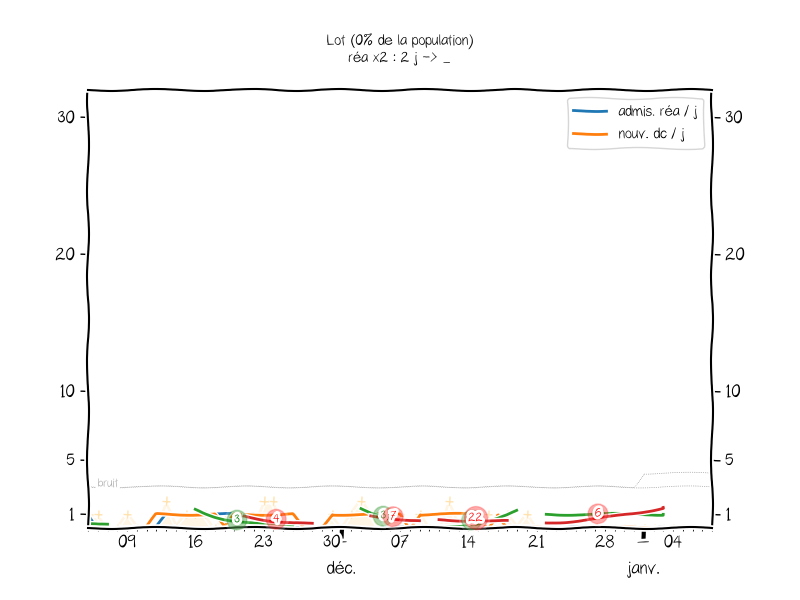 Lot (0% de la population)
réa x2 : 2 j -> _
admis. réa / j
nouv. dc / j
30 30
20 20
10 10
5 5
bruit
1 1
3 4 3 7 22 6
09 16 23 30 07 14 21 28 04
déc. janv.